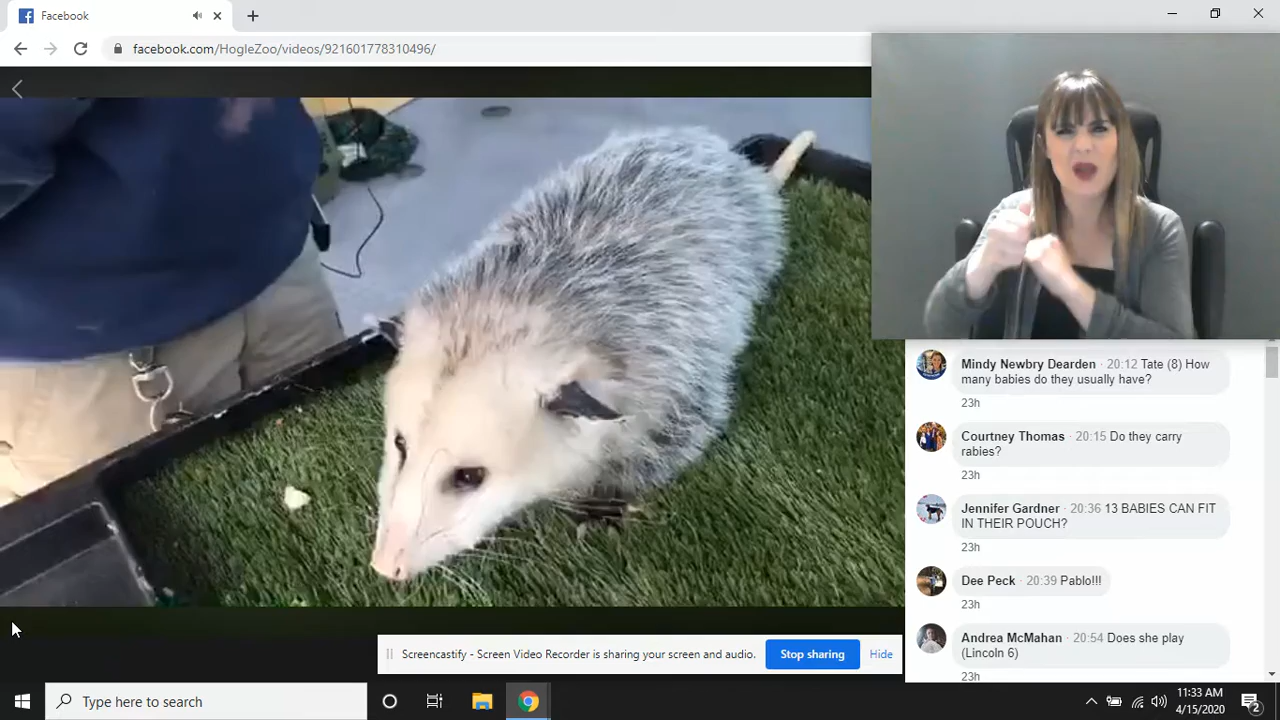 Facebook
facebook.com/HogleZoo/videos/921601778310496/
Mindy Newbry Dearden · 20:12 Tate (8) How
many babies do they usually have?
23h
Courtney Thomas · 20:15 Do they carry
rabies?
23h
Jennifer Gardner · 20:36 13 BABIES CAN FIT
IN THEIR POUCH?
23h
Dee Peck · 20:39 Pablo!!!
23h
Andrea McMahan · 20:54 Does she play
(Lincoln 6)
23h
Screencastify - Screen Video Recorder is sharing your screen and audio.
Stop sharing
Hide
Type here to search
11:33 AM
4/15/2020
2